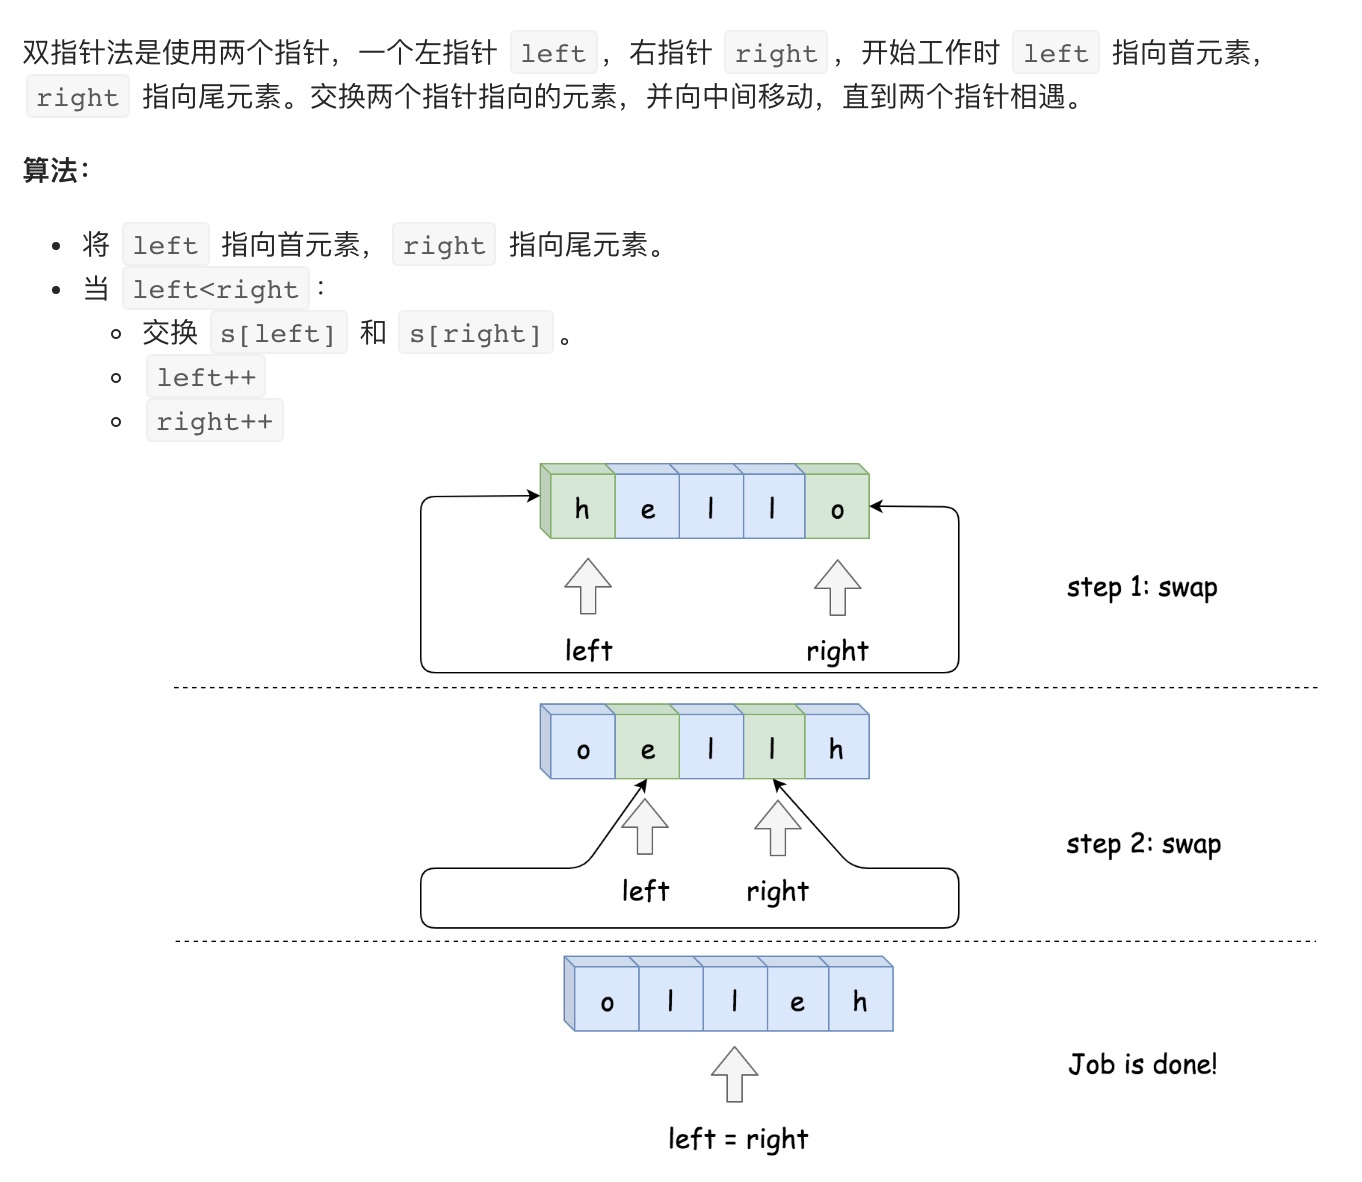 双指针法是使用两个指针，一个左指针 left，右指针 right，开始工作时 left 指向首元素，
right 指向尾元素。交换两个指针指向的元素，并向中间移动，直到两个指针相遇。
算法：
将 left 指向首元素， right 指向尾元素。
当 left<right：
交换 s[left] 和 s[right]。
left++
right++
h e l l o
step 1: swap
left right
o e l l h
step 2: swap
left right
o l l e h
Job is done!
left = right